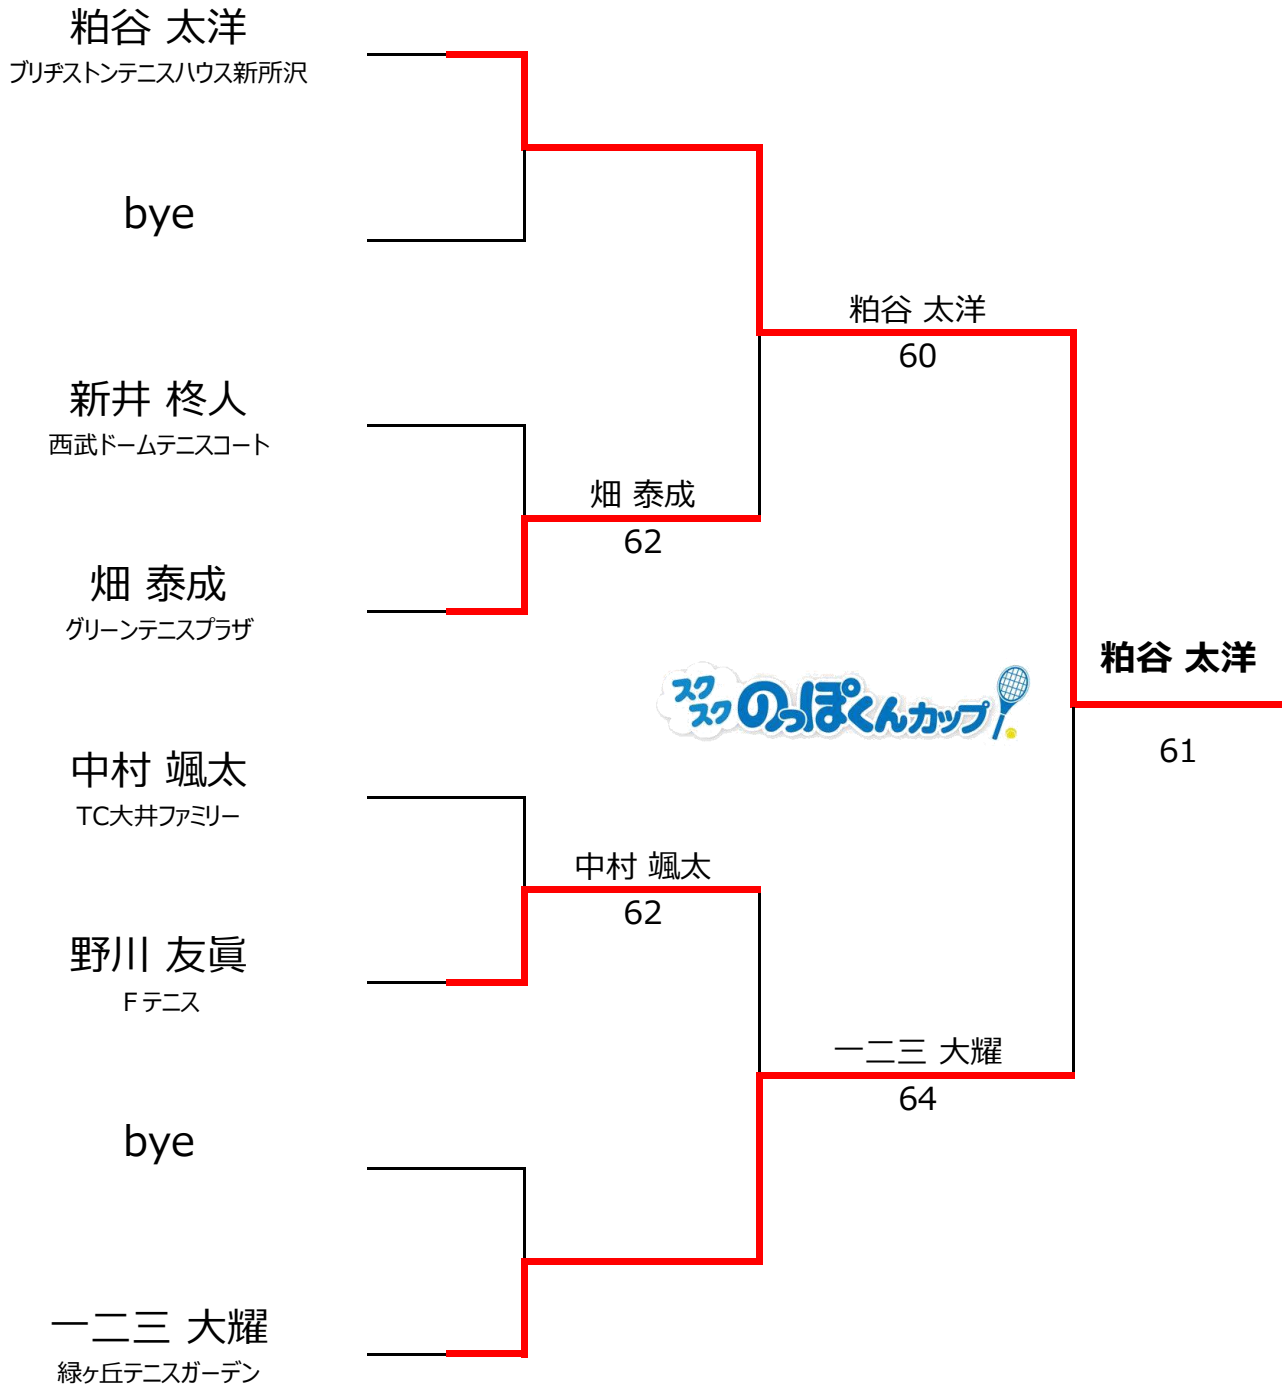 粕谷 太洋
ブリヂストンテニスハウス新所沢
bye
粕谷 太洋
60
新井 柊人
西武ドームテニスコート
畑 泰成
62
畑 泰成
グリーンテニスプラザ
粕谷 太洋
61
スクスクのっぽくんカップ
中村 颯太
TC大井ファミリー
中村 颯太
62
野川 友眞
Fテニス
一二三 大耀
64
bye
一二三 大耀
緑ヶ丘テニスガーデン